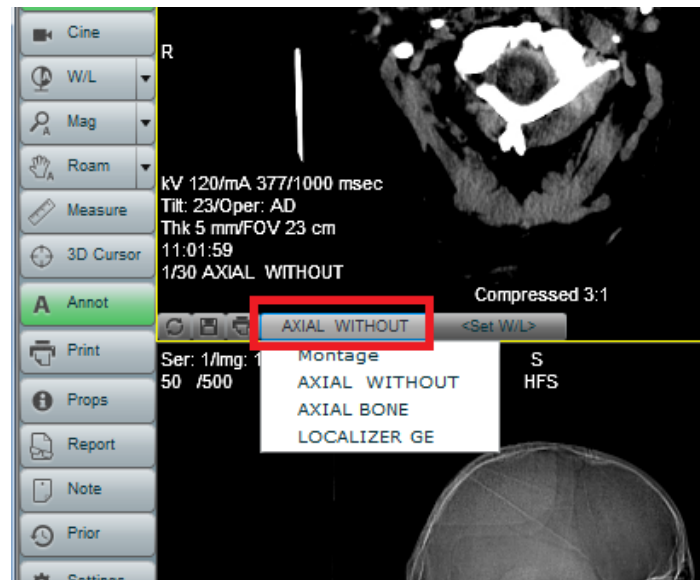 Cine
W/L
Mag
Roam
Measure
3D Cursor
A Annot
Print
Props
Report
Note
Prior
R
kV 120/mA 377/1000 msec
Tilt: 23/Oper: AD
Thk 5 mm/FOV 23 cm
11:01:59
1/30 AXIAL WITHOUT
Compressed 3:1
AXIAL WITHOUT
<Set W/L>
Ser: 1/Img: 1
50 /500
Montage
AXIAL WITHOUT
AXIAL BONE
LOCALIZER GE
S
HFS